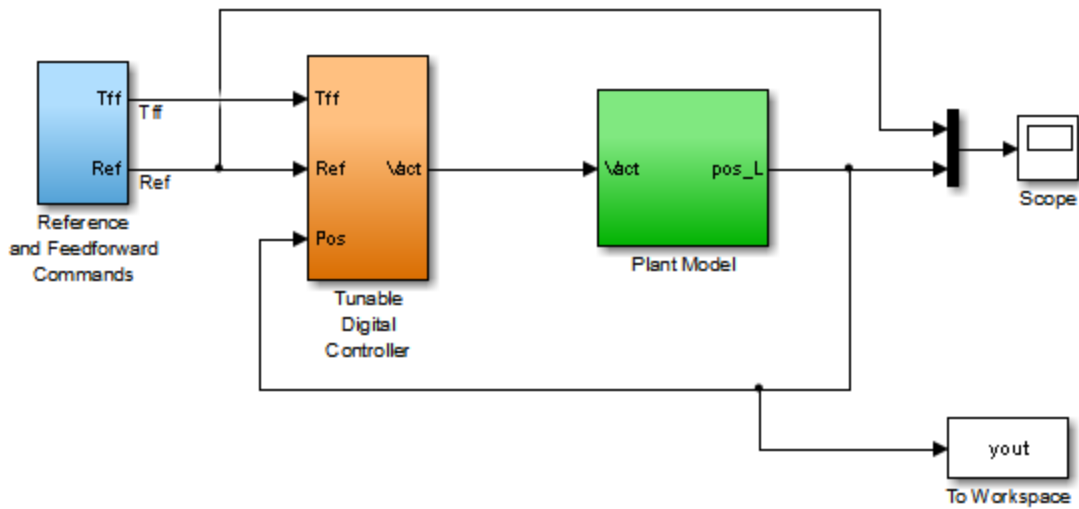 Tff
Ref
Tff
Ref
Reference
and Feedforward
Commands
Tff
Ref
Pos
Vact
Tunable
Digital
Controller
Vact
pos_L
Plant Model
Scope
yout
To Workspace